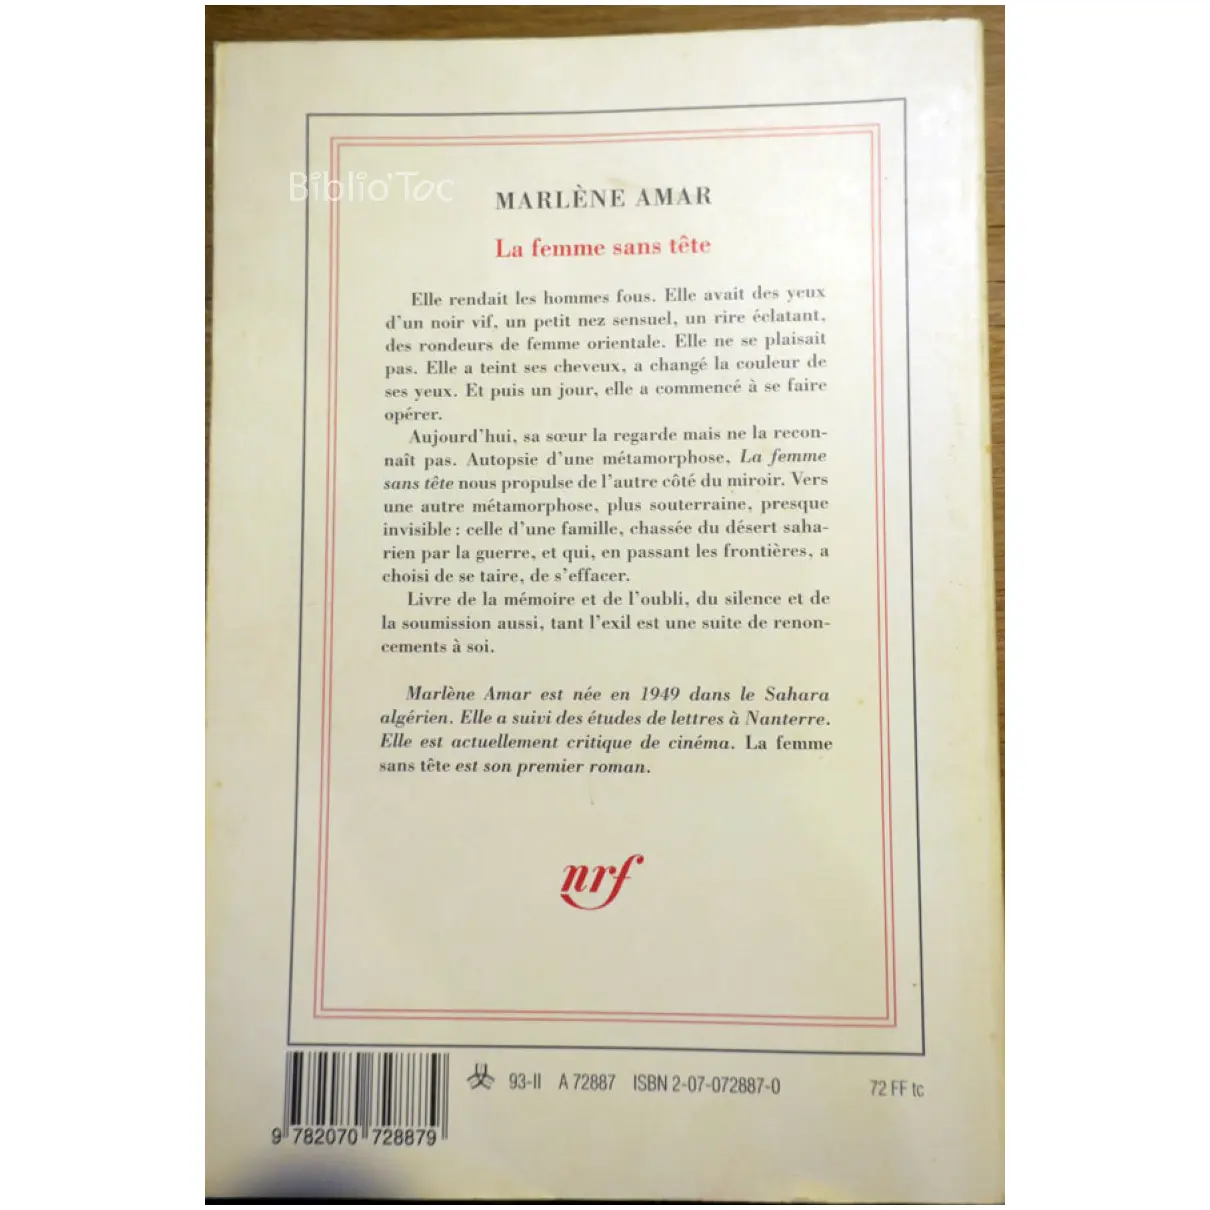 Biblio'Toc
MARLÈNE AMAR
La femme sans tête
Elle rendait les hommes fous. Elle avait des yeux
d'un noir vif, un petit nez sensuel, un rire éclatant,
des rondeurs de femme orientale. Elle ne se plaisait
pas. Elle a teint ses cheveux, a changé la couleur de
ses yeux. Et puis un jour, elle a commencé à se faire
opérer.
Aujourd'hui, sa sœur la regarde mais ne la recon-
naît pas. Autopsie d'une métamorphose, La femme
sans tête nous propulse de l'autre côté du miroir. Vers
une autre métamorphose, plus souterraine, presque
invisible : celle d'une famille, chassée du désert saha-
rien par la guerre, et qui, en passant les frontières, a
choisi de se taire, de s'effacer.
Livre de la mémoire et de l'oubli, du silence et de
la soumission aussi, tant l'exil est une suite de renon-
cements à soi.
Marlène Amar est née en 1949 dans le Sahara
algérien. Elle a suivi des études de lettres à Nanterre.
Elle est actuellement critique de cinéma. La femme
sans tête est son premier roman.
nrf
93-II A 72887 ISBN 2-07-072887-0 72 FF tc
9 782070 728879